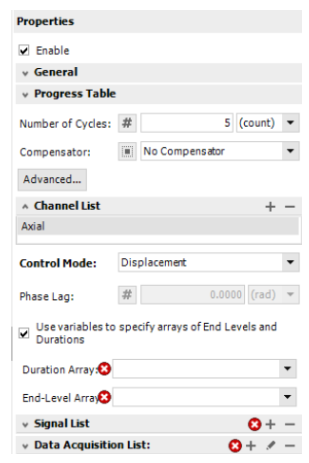 Properties
Enable
General
Progress Table
Number of Cycles: # 5 (count)
Compensator: No Compensator
Advanced...
Channel List + −
Axial
Control Mode: Displacement
Phase Lag: # 0.0000 (rad)
Use variables to specify arrays of End Levels and
Durations
Duration Array:
End-Level Array
Signal List + −
Data Acquisition List: + −